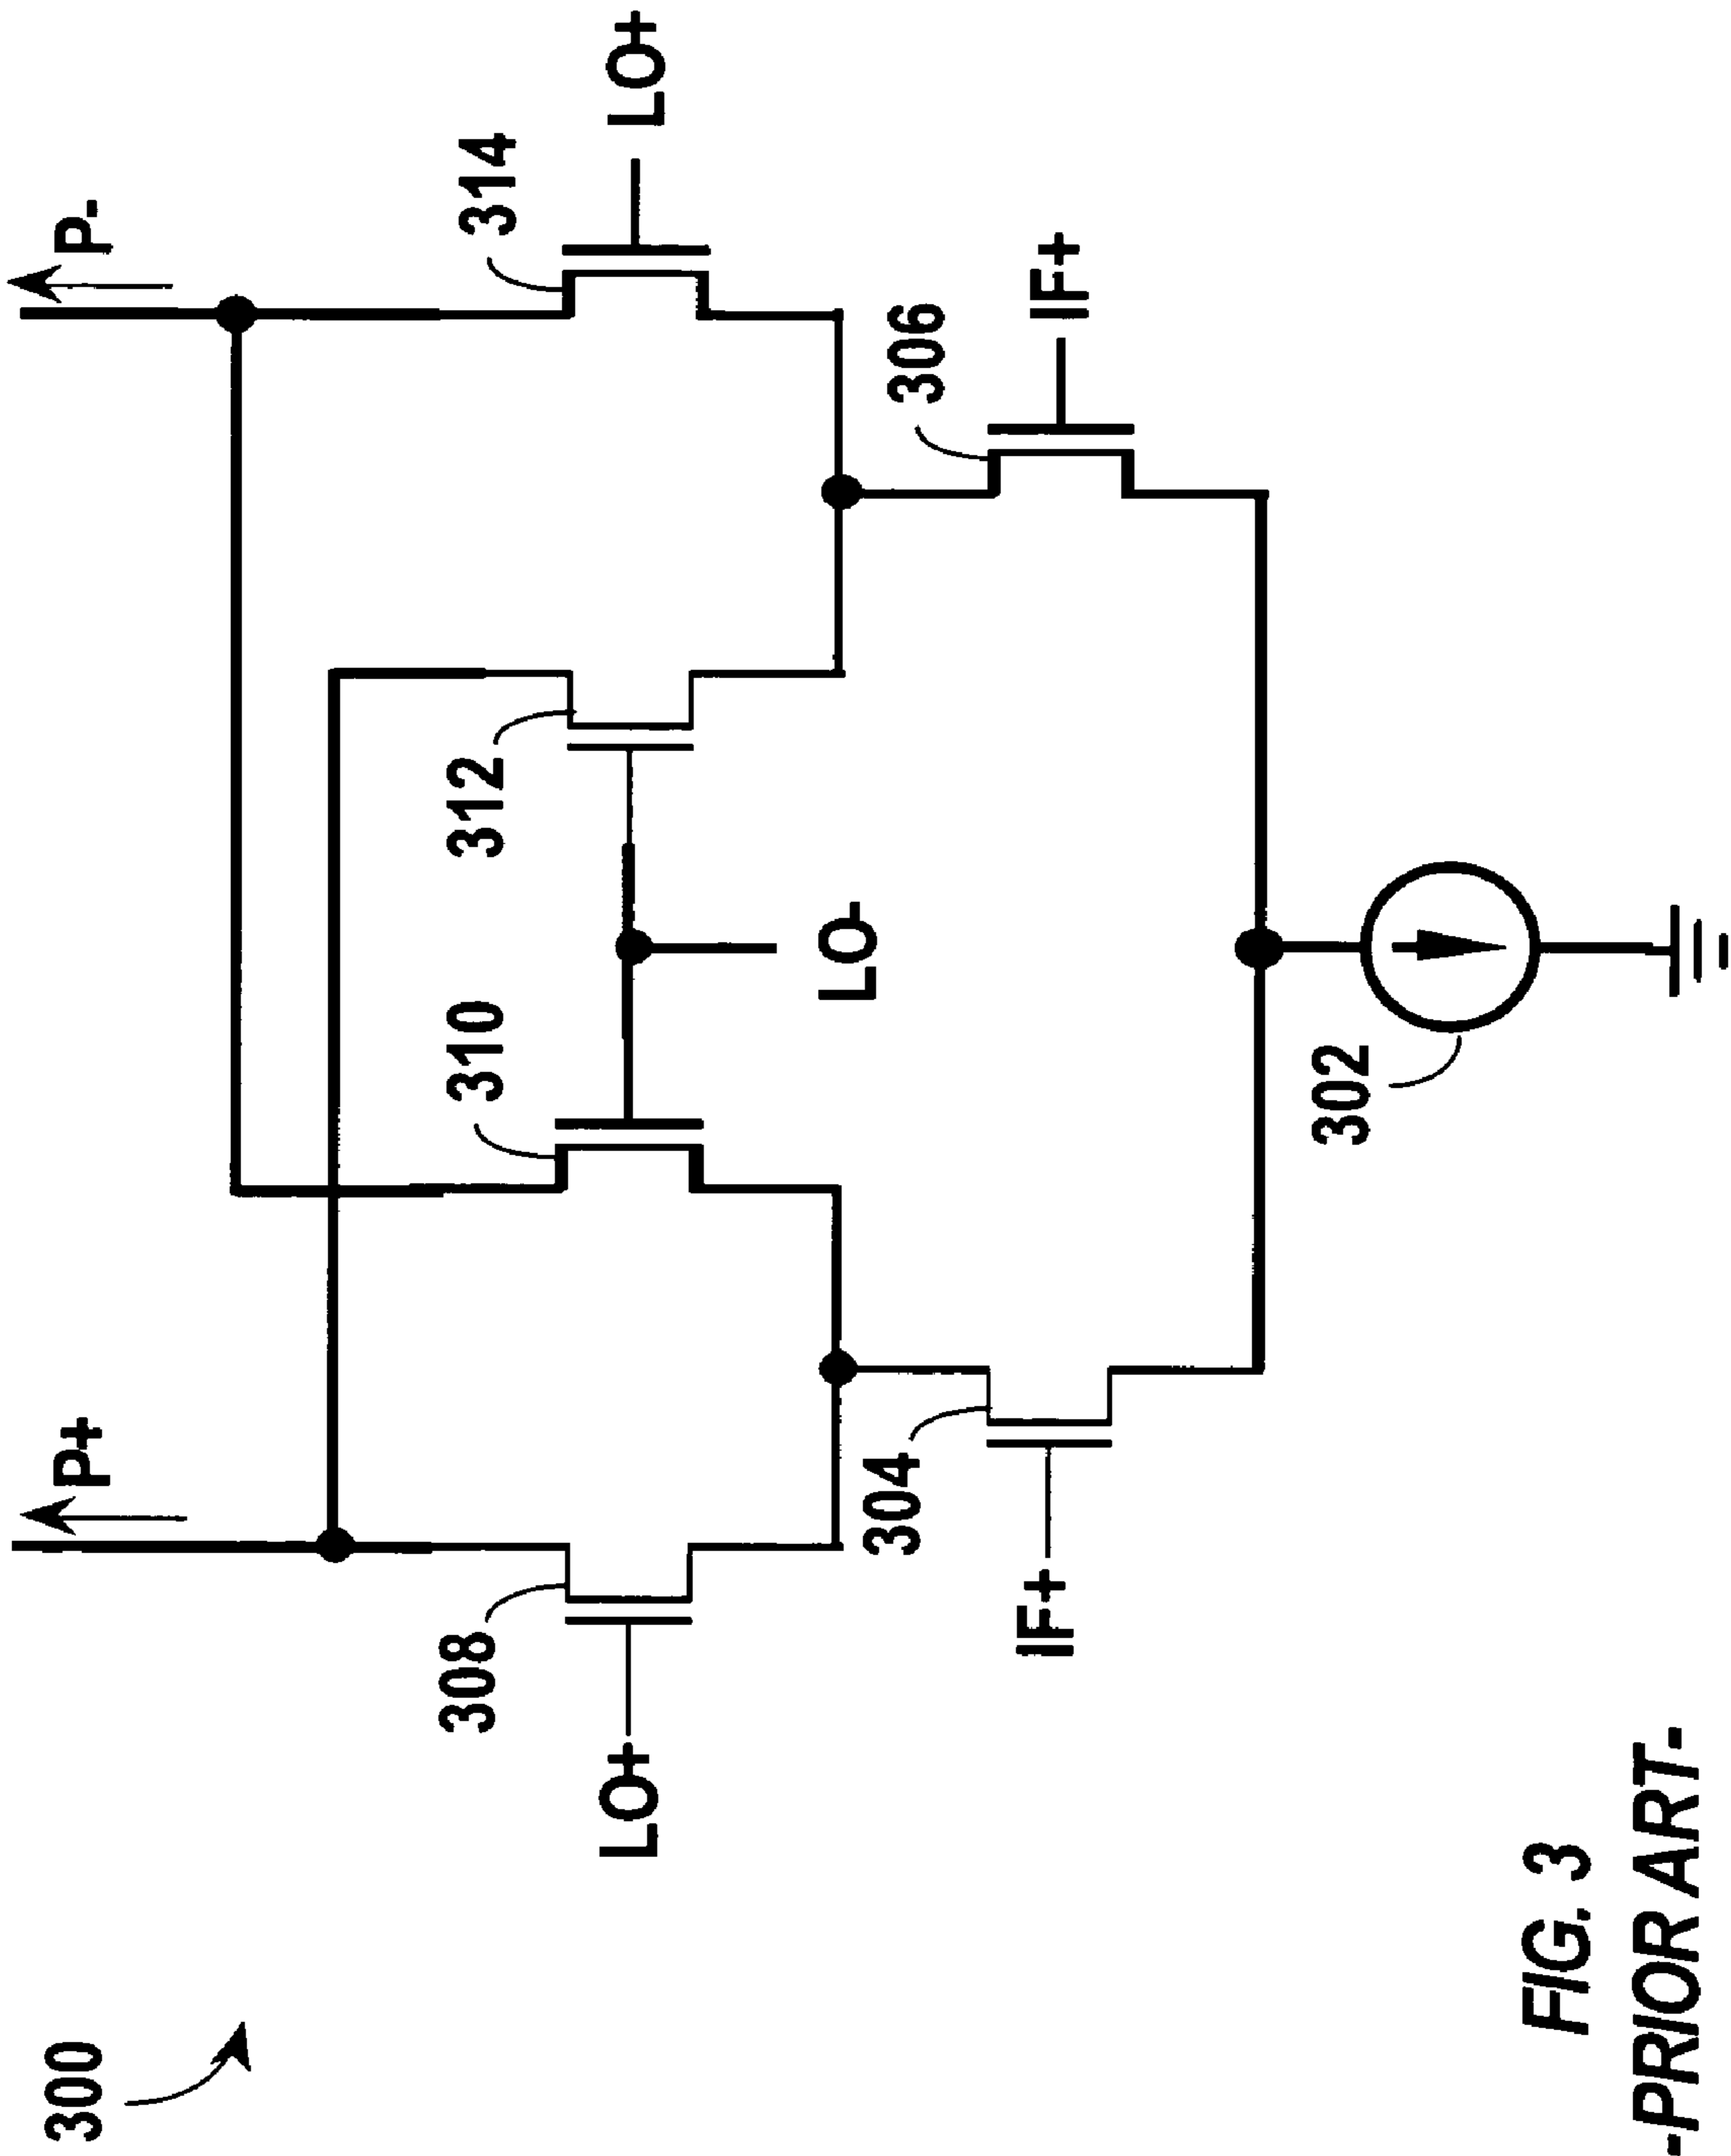 300
P+
P-
308
310
312
314
LO+
LO+
LO-
304
306
IF+
IF+
302
FIG. 3
-PRIOR ART-